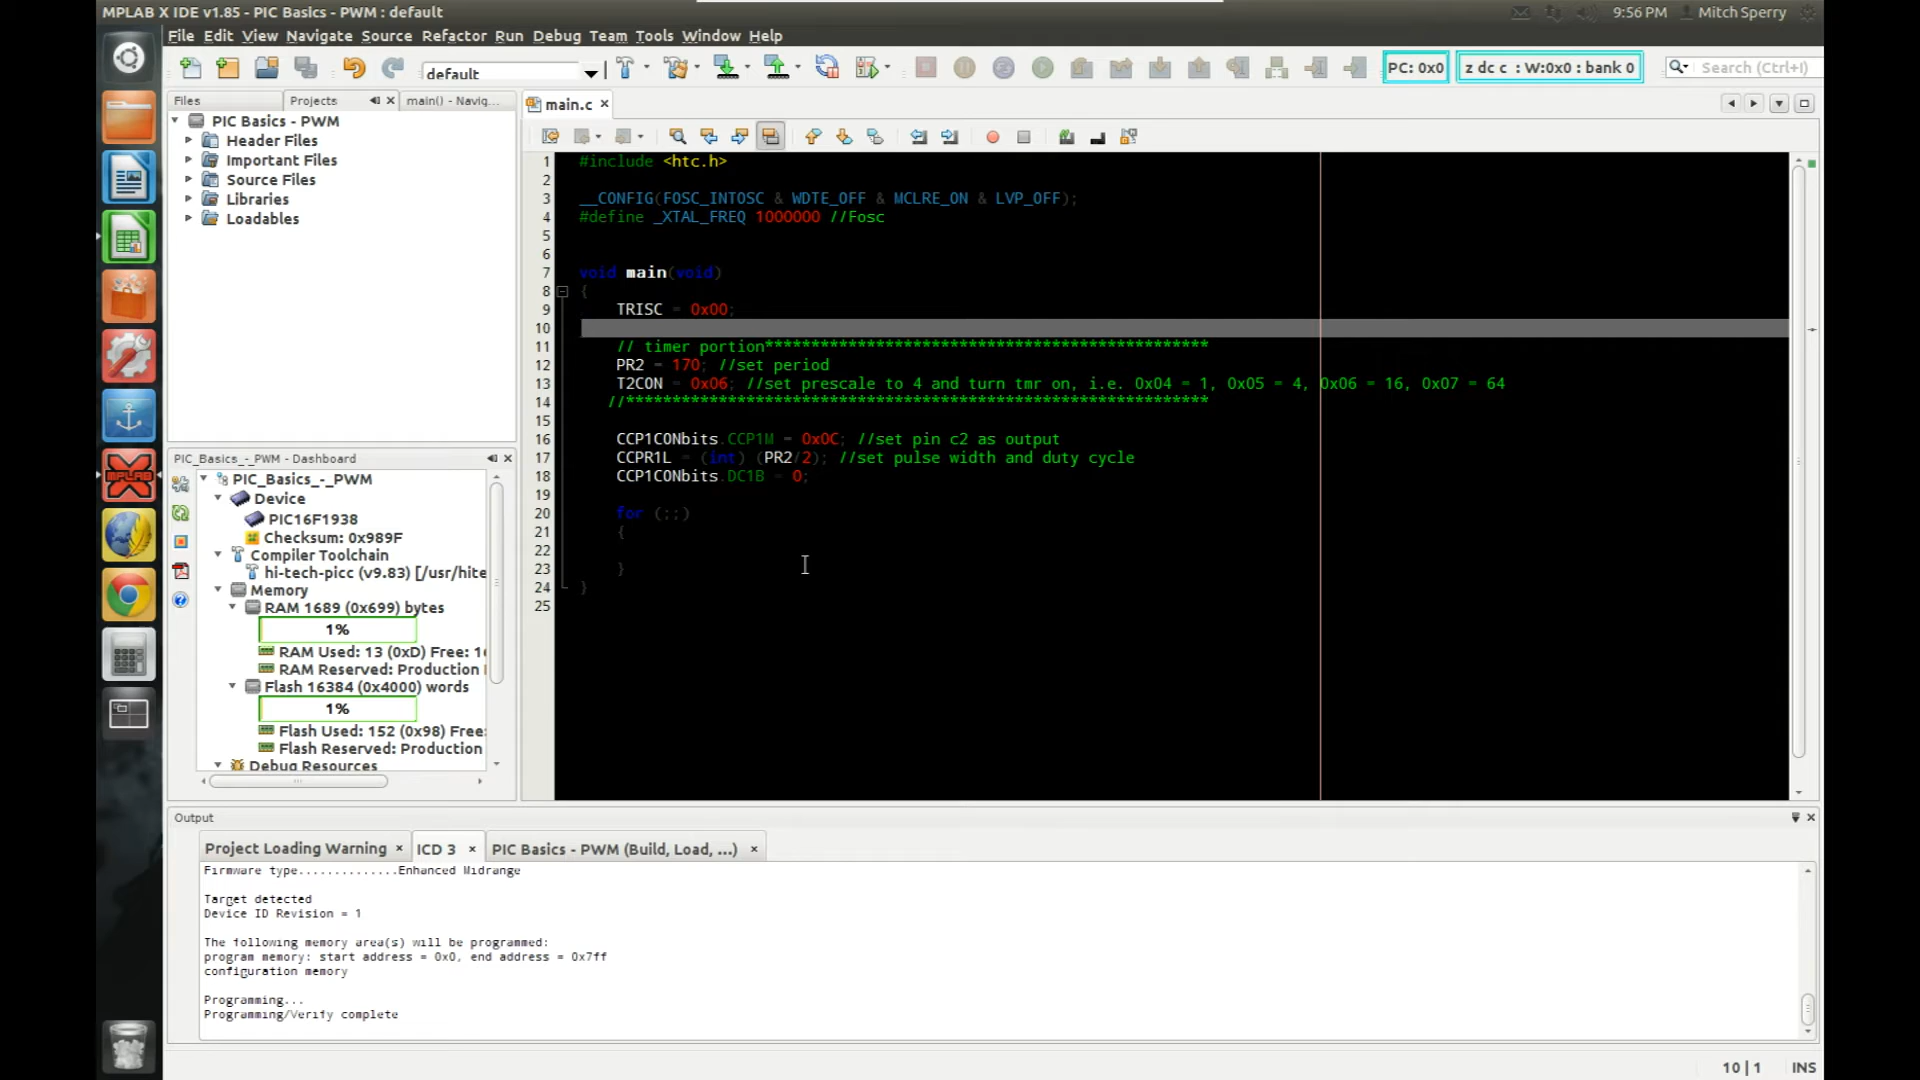 MPLAB X IDE v1.85 - PIC Basics - PWM : default
9:56 PM Mitch Sperry
File Edit View Navigate Source Refactor Run Debug Team Tools Window Help
default
PC: 0x0
z dc c : W:0x0 : bank 0
Search (Ctrl+I)
Files
Projects
main() - Navig...
PIC Basics - PWM
Header Files
Important Files
Source Files
Libraries
Loadables
PIC_Basics_-_PWM - Dashboard
PIC_Basics_-_PWM
Device
PIC16F1938
Checksum: 0x989F
Compiler Toolchain
hi-tech-picc (v9.83) [/usr/hite
Memory
RAM 1689 (0x699) bytes
1%
RAM Used: 13 (0xD) Free: 1
RAM Reserved: Production
Flash 16384 (0x4000) words
1%
Flash Used: 152 (0x98) Free:
Flash Reserved: Production
Debug Resources
main.c
1 #include <htc.h>
2
3 __CONFIG(FOSC_INTOSC & WDTE_OFF & MCLRE_ON & LVP_OFF);
4 #define _XTAL_FREQ 1000000 //Fosc
5
6
7 void main(void)
8 {
9 TRISC = 0x00;
10
11 // timer portion************************************************
12 PR2 = 170; //set period
13 T2CON = 0x06; //set prescale to 4 and turn tmr on, i.e. 0x04 = 1, 0x05 = 4, 0x06 = 16, 0x07 = 64
14 //***************************************************************
15
16 CCP1CONbits.CCP1M = 0x0C; //set pin c2 as output
17 CCPR1L = (int) (PR2/2); //set pulse width and duty cycle
18 CCP1CONbits.DC1B = 0;
19
20 for (;;)
21 {
22
23 }
24 }
25
Output
Project Loading Warning
ICD 3
PIC Basics - PWM (Build, Load, ...)
Firmware type..............Enhanced Midrange
Target detected
Device ID Revision = 1
The following memory area(s) will be programmed:
program memory: start address = 0x0, end address = 0x7ff
configuration memory
Programming...
Programming/Verify complete
10 | 1 INS